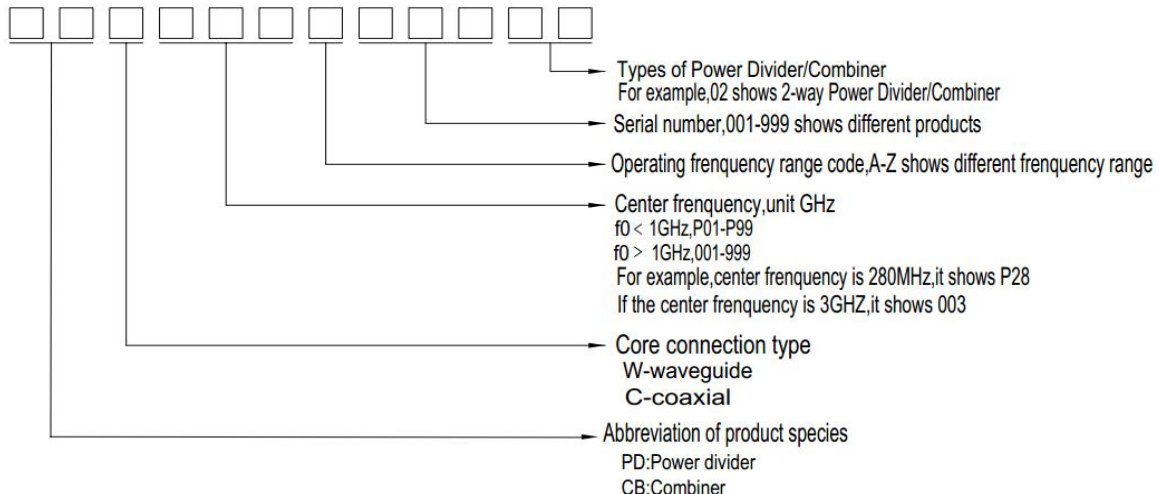 Types of Power Divider/Combiner
For example,02 shows 2-way Power Divider/Combiner
Serial number,001-999 shows different products
Operating frenquency range code,A-Z shows different frenquency range
Center frenquency,unit GHz
f0 < 1GHz,P01-P99
f0 > 1GHz,001-999
For example,center frenquency is 280MHz,it shows P28
If the center frenquency is 3GHZ,it shows 003
Core connection type
W-waveguide
C-coaxial
Abbreviation of product species
PD:Power divider
CB:Combiner